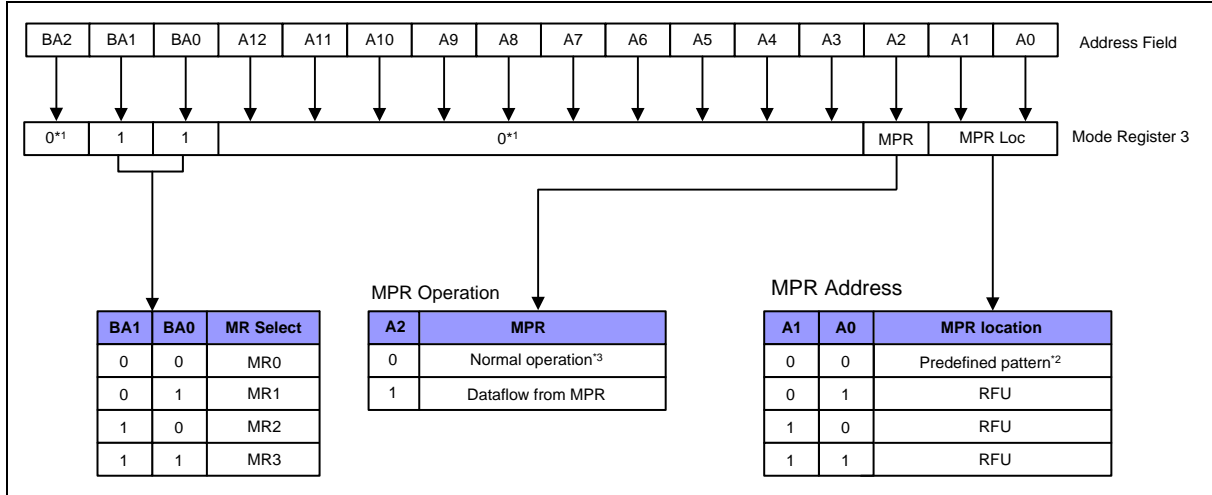 BA2 BA1 BA0 A12 A11 A10 A9 A8 A7 A6 A5 A4 A3 A2 A1 A0 Address Field
0*1 1 1 0*1 MPR MPR Loc Mode Register 3
MPR Operation
MPR Address
BA1 BA0 MR Select
0 0 MR0
0 1 MR1
1 0 MR2
1 1 MR3
A2 MPR
0 Normal operation*3
1 Dataflow from MPR
A1 A0 MPR location
0 0 Predefined pattern*2
0 1 RFU
1 0 RFU
1 1 RFU